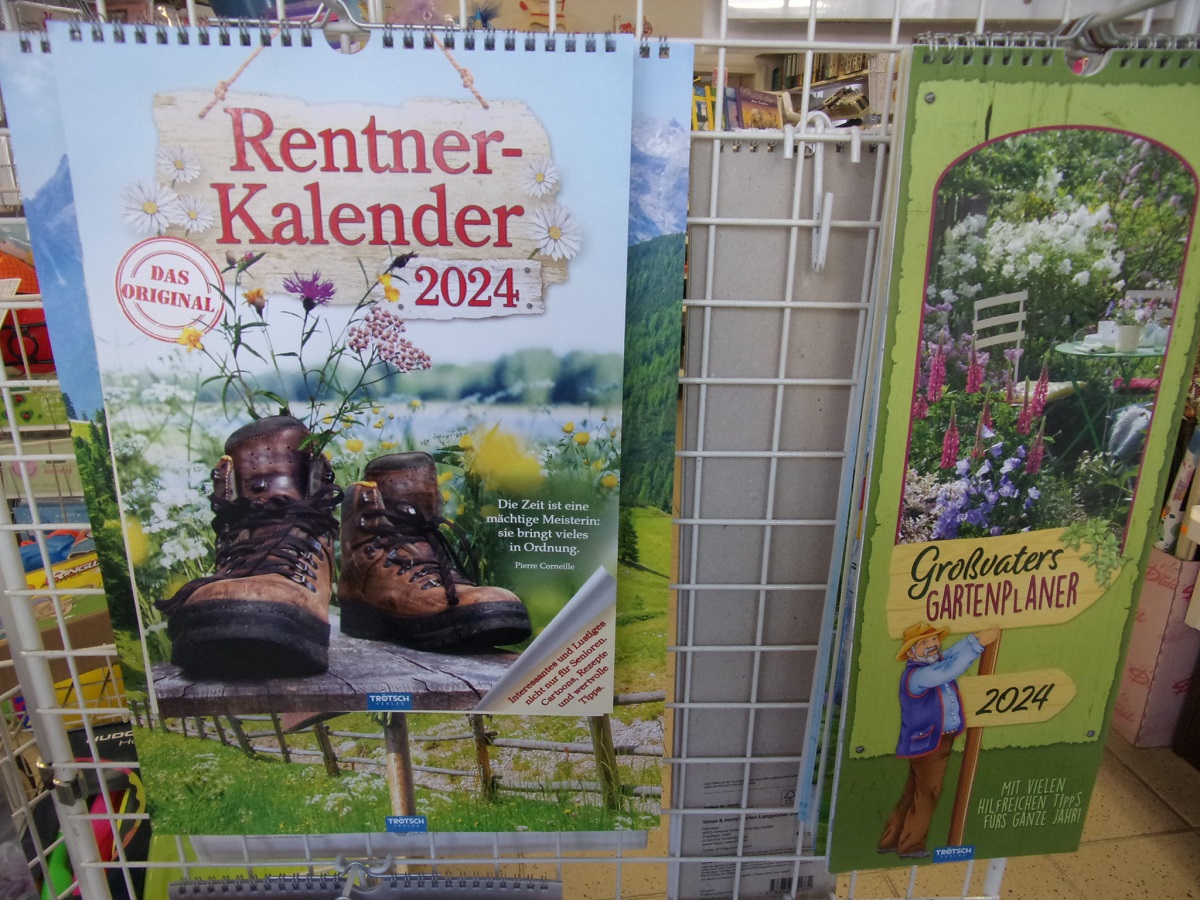 Rentner-
Kalender
2024
DAS
ORIGINAL
Die Zeit ist eine
mächtige Meisterin:
sie bringt vieles
in Ordnung.
Pierre Corneille
Interessantes und Lustiges
nicht nur für Senioren.
Cartoons, Rezepte
und wertvolle
Tipps.
TRÖTSCH
VERLAG
TRÖTSCH
VERLAG
Großvaters
GARTENPLANER
2024
MIT VIELEN
HILFREICHEN TIPPS
FÜRS GANZE JAHR!
TRÖTSCH